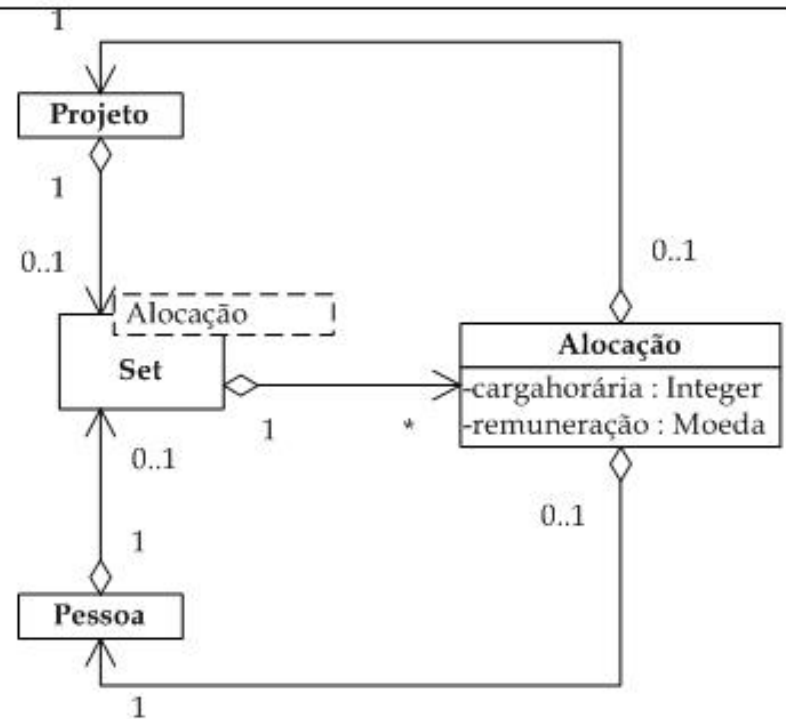 1
Projeto
1
0..1
0..1
Alocação
Set
Alocação
-cargahorária : Integer
-remuneração : Moeda
1
*
0..1
0..1
1
Pessoa
1